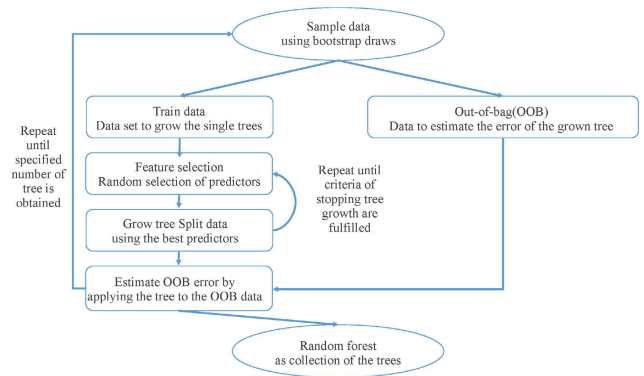 Sample data
using bootstrap draws
Train data
Data set to grow the single trees
Out-of-bag(OOB)
Data to estimate the error of the grown tree
Repeat
until
specified
number of
tree is
obtained
Feature selection
Random selection of predictors
Repeat until
criteria of
stopping tree
growth are
fulfilled
Grow tree Split data
using the best predictors
Estimate OOB error by
applying the tree to the OOB data
Random forest
as collection of the trees